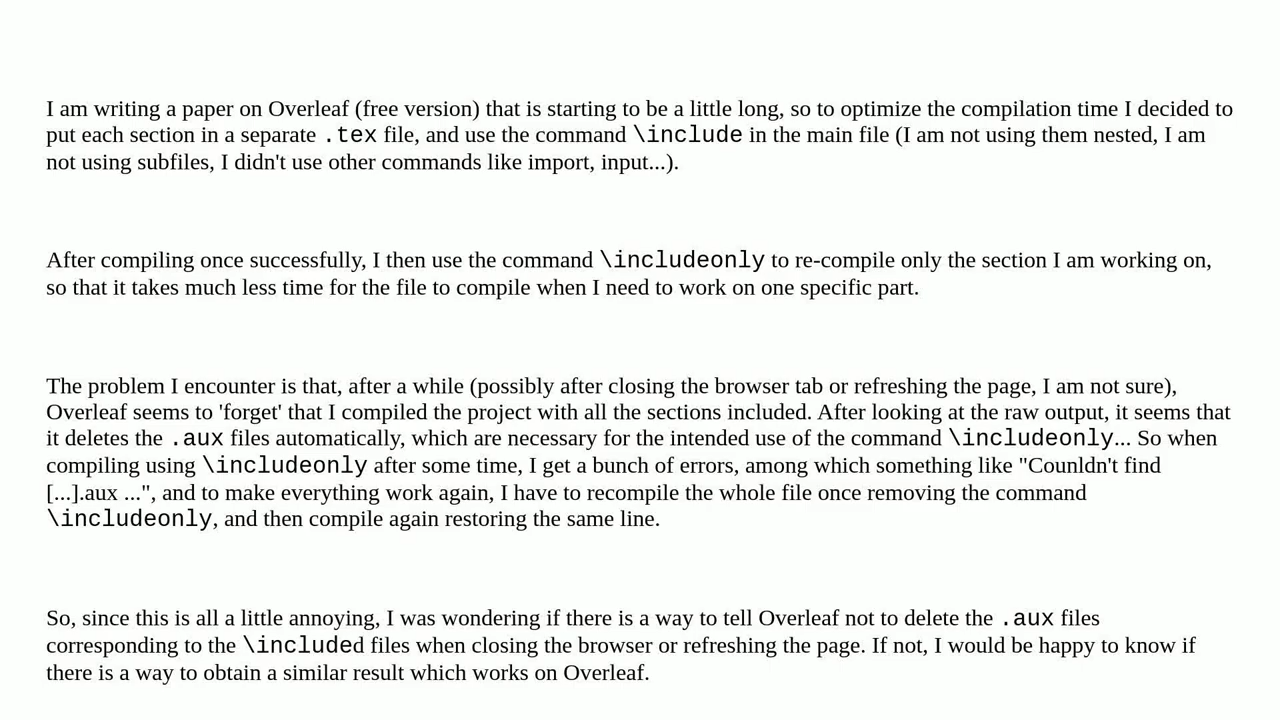 I am writing a paper on Overleaf (free version) that is starting to be a little long, so to optimize the compilation time I decided to
put each section in a separate .tex file, and use the command \include in the main file (I am not using them nested, I am
not using subfiles, I didn't use other commands like import, input...).
After compiling once successfully, I then use the command \includeonly to re-compile only the section I am working on,
so that it takes much less time for the file to compile when I need to work on one specific part.
The problem I encounter is that, after a while (possibly after closing the browser tab or refreshing the page, I am not sure),
Overleaf seems to 'forget' that I compiled the project with all the sections included. After looking at the raw output, it seems that
it deletes the .aux files automatically, which are necessary for the intended use of the command \includeonly... So when
compiling using \includeonly after some time, I get a bunch of errors, among which something like "Counldn't find
[...].aux ...", and to make everything work again, I have to recompile the whole file once removing the command
\includeonly, and then compile again restoring the same line.
So, since this is all a little annoying, I was wondering if there is a way to tell Overleaf not to delete the .aux files
corresponding to the \included files when closing the browser or refreshing the page. If not, I would be happy to know if
there is a way to obtain a similar result which works on Overleaf.